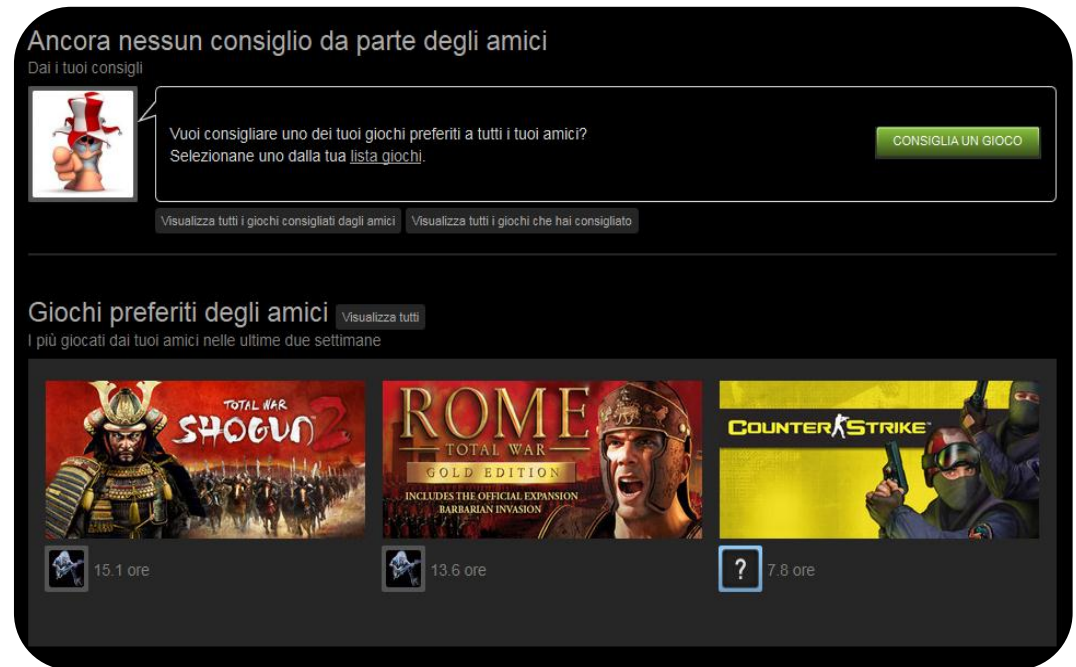 Ancora nessun consiglio da parte degli amici
Dai i tuoi consigli
Vuoi consigliare uno dei tuoi giochi preferiti a tutti i tuoi amici?
Selezionane uno dalla tua lista giochi.
CONSIGLIA UN GIOCO
Visualizza tutti i giochi consigliati dagli amici Visualizza tutti i giochi che hai consigliato
Giochi preferiti degli amici Visualizza tutti
I più giocati dai tuoi amici nelle ultime due settimane
TOTAL WAR
SHOGUN 2
ROME
TOTAL WAR
GOLD EDITION
INCLUDES THE OFFICIAL EXPANSION
BARBARIAN INVASION
COUNTER STRIKE™
15.1 ore
13.6 ore
? 7.8 ore